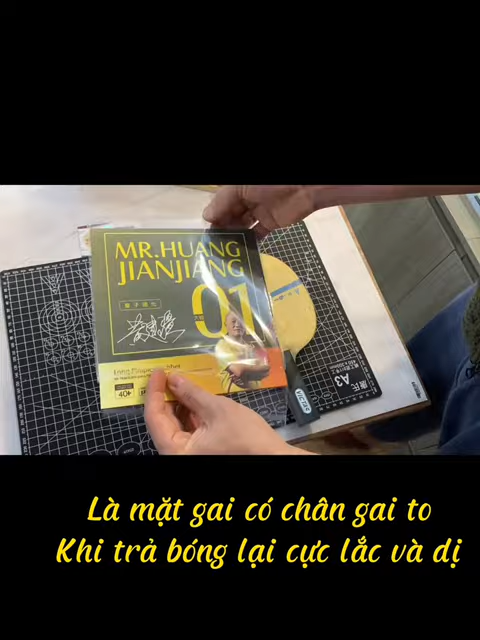 MR.HUANG
JIANJIANG
01
40+
A3
Là mặt gai có chân gai to
Khi trả bóng lại cực lắc và dị